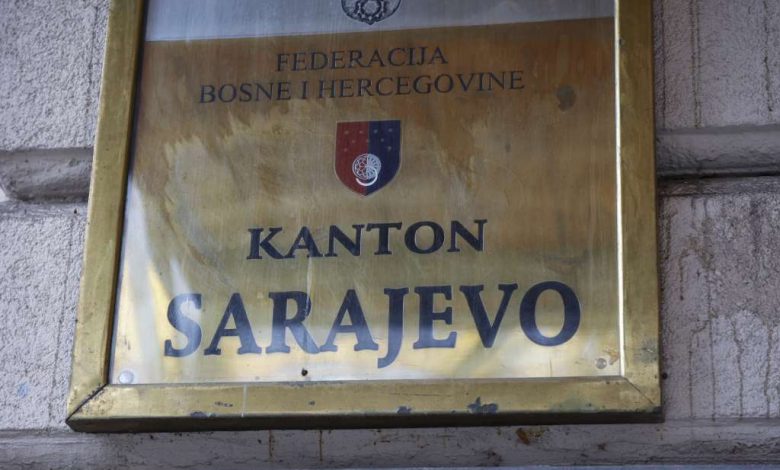 FEDERACIJA
BOSNE I HERCEGOVINE
KANTON
SARAJEVO